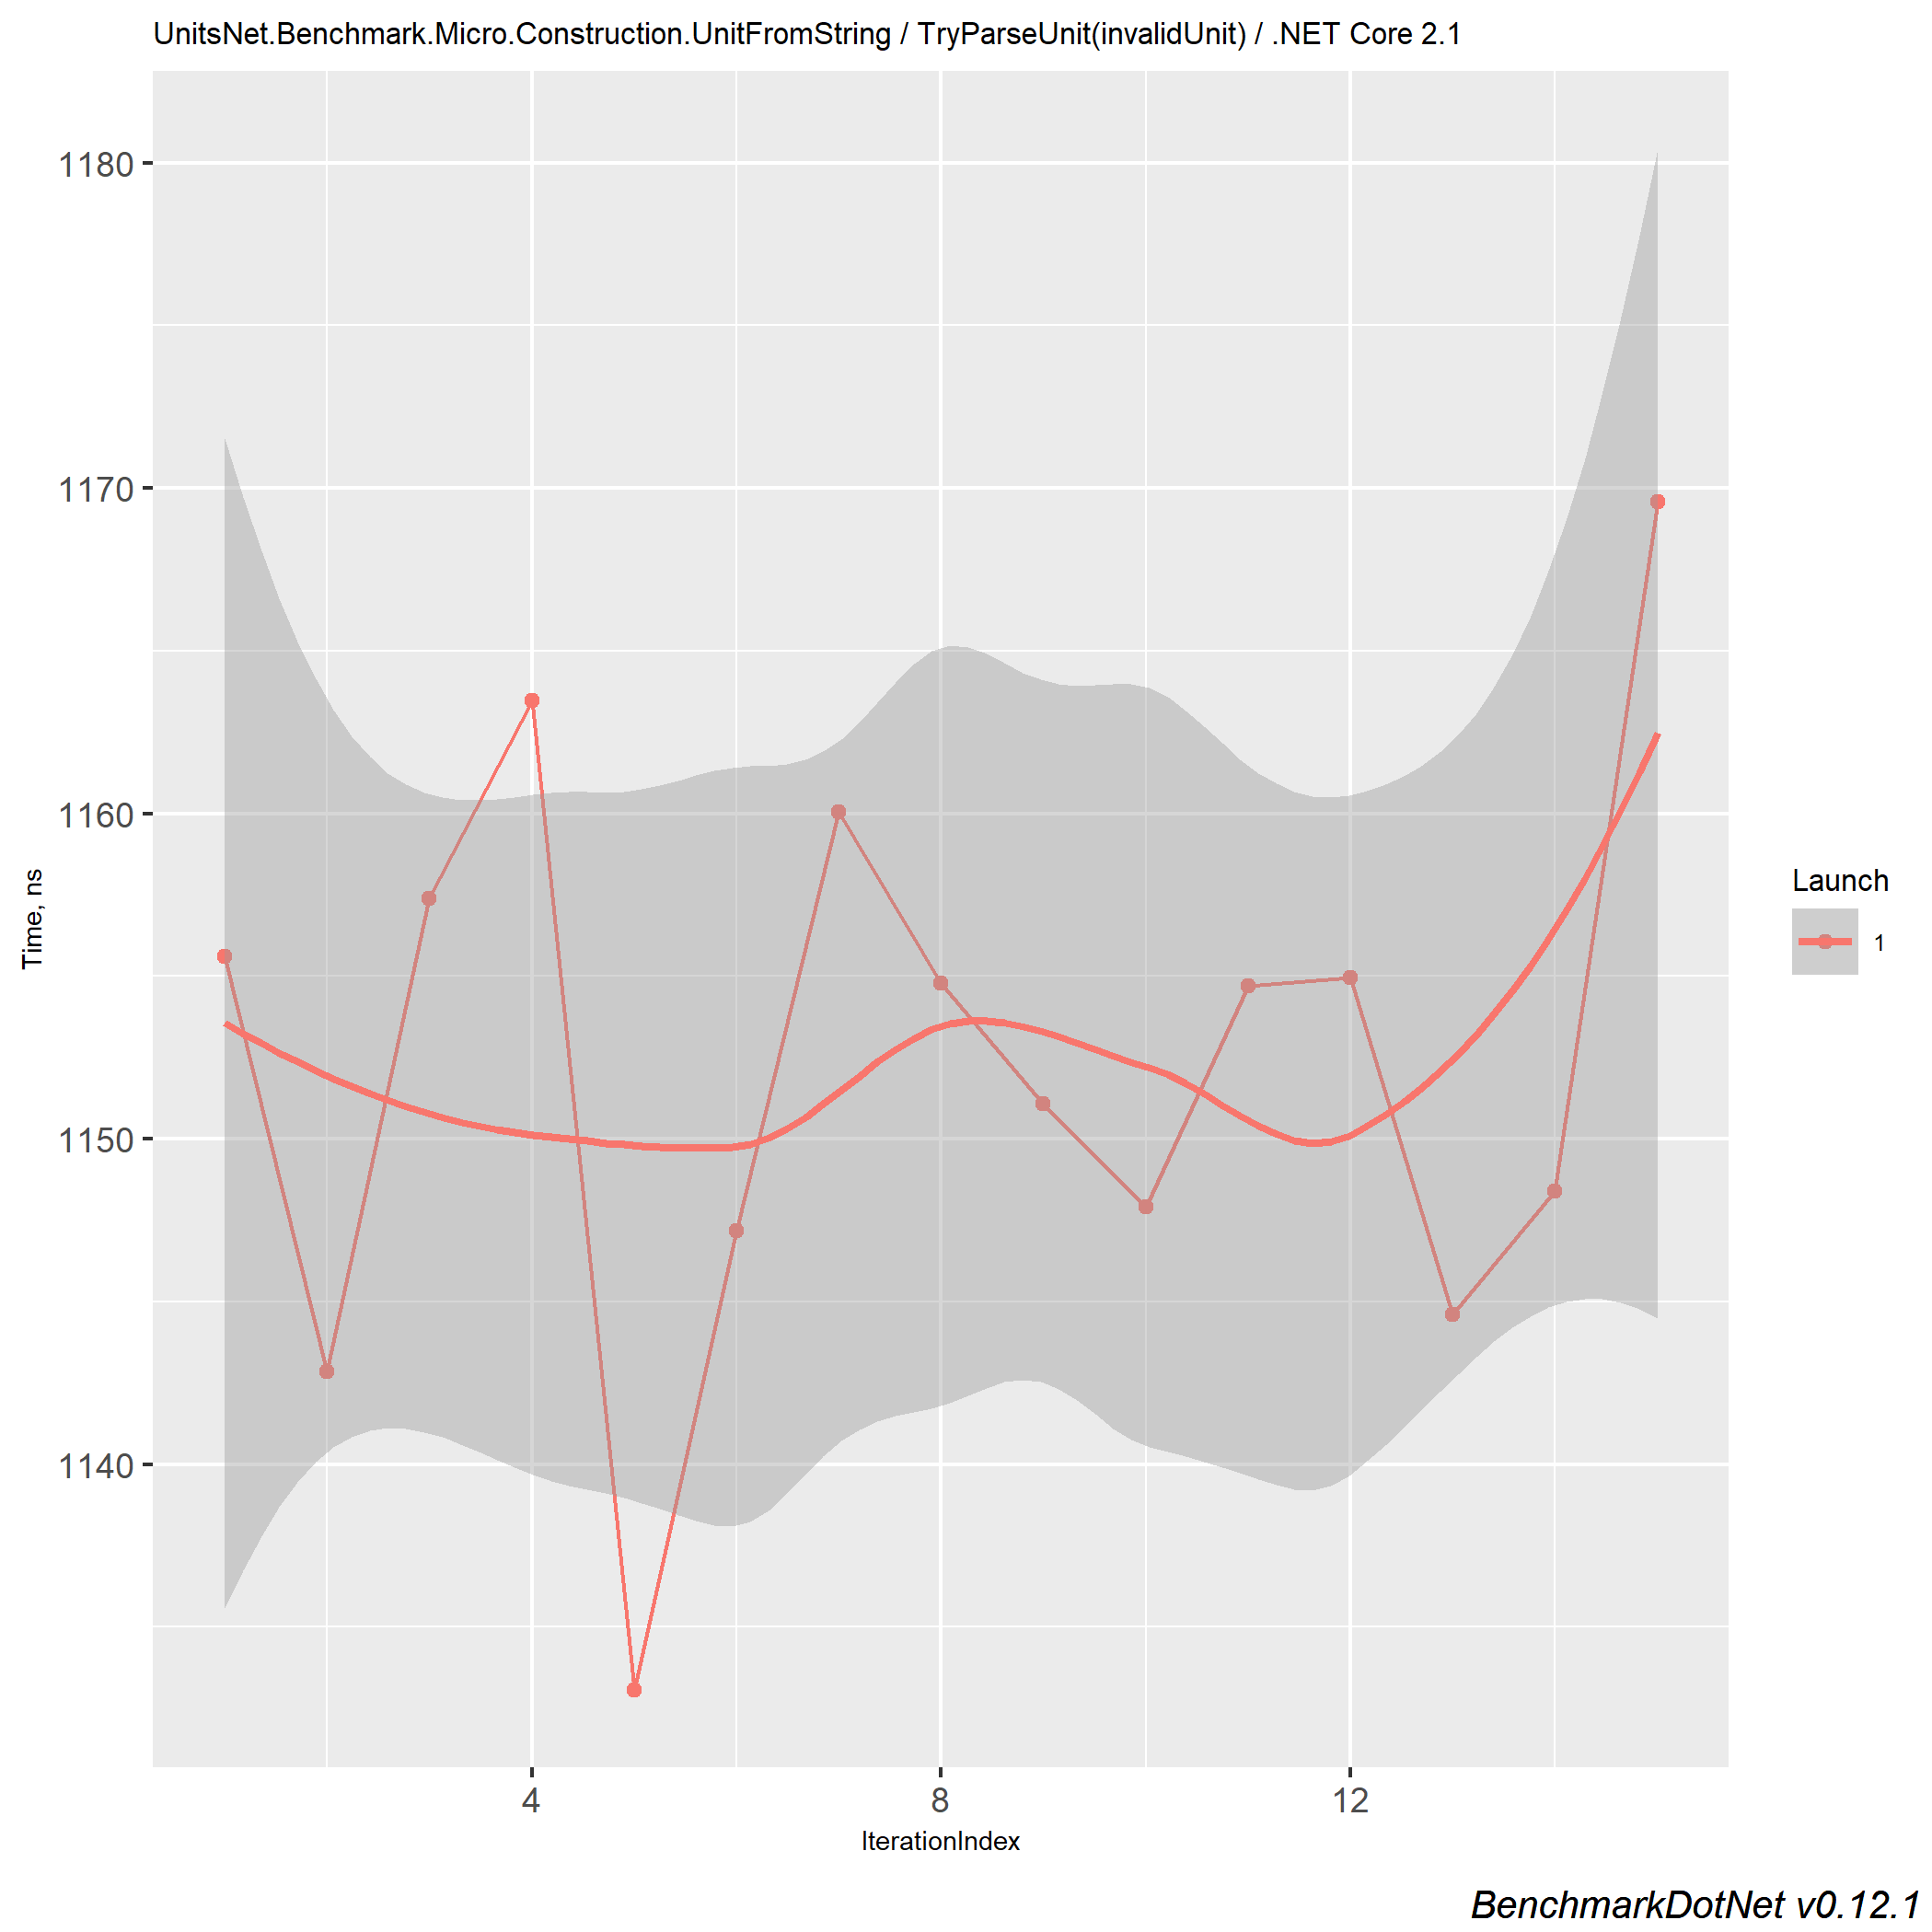 UnitsNet.Benchmark.Micro.Construction.UnitFromString / TryParseUnit(invalidUnit) / .NET Core 2.1
1180
1170
1160
1150
1140
Time, ns
4
8
12
IterationIndex
Launch
1
BenchmarkDotNet v0.12.1